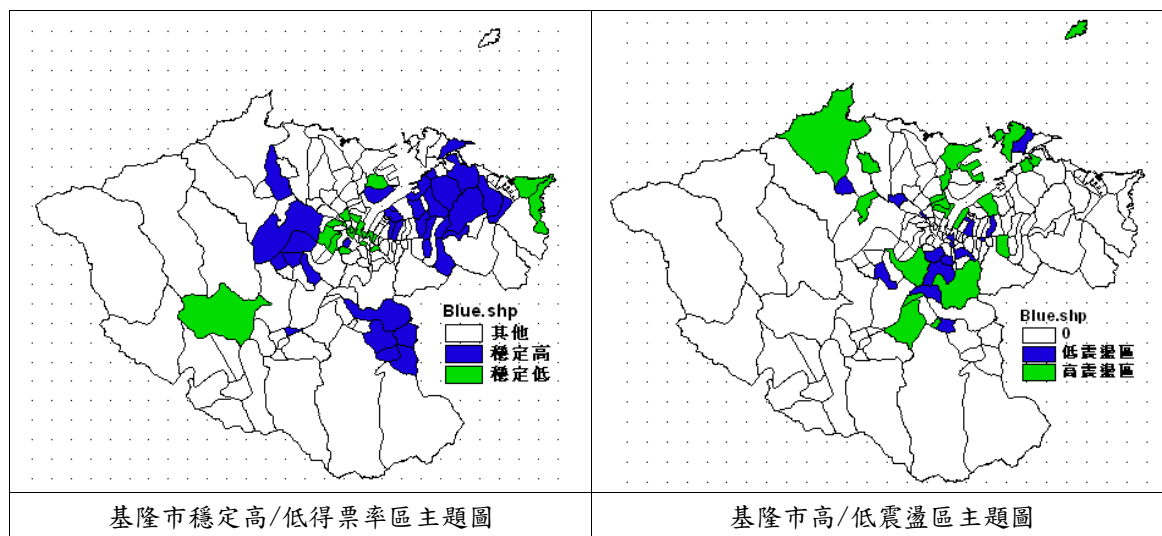 Blue.shp
其他
穩定高
穩定低
基隆市穩定高/低得票率區主題圖
Blue.shp
0
低震盪區
高震盪區
基隆市高/低震盪區主題圖